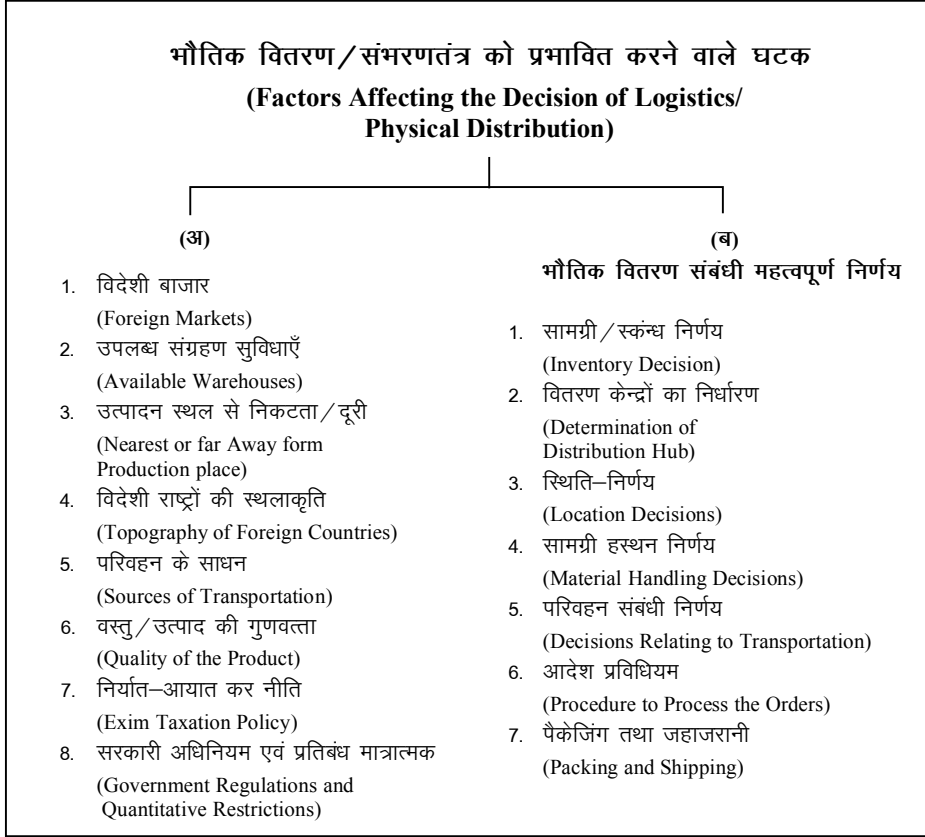 भौतिक वितरण/संभरणतंत्र को प्रभावित करने वाले घटक
(Factors Affecting the Decision of Logistics/
Physical Distribution)
(अ)
1. विदेशी बाजार
(Foreign Markets)
2. उपलब्ध संग्रहण सुविधाएँ
(Available Warehouses)
3. उत्पादन स्थल से निकटता/दूरी
(Nearest or far Away form
Production place)
4. विदेशी राष्ट्रों की स्थलाकृति
(Topography of Foreign Countries)
5. परिवहन के साधन
(Sources of Transportation)
6. वस्तु/उत्पाद की गुणवत्ता
(Quality of the Product)
7. निर्यात–आयात कर नीति
(Exim Taxation Policy)
8. सरकारी अधिनियम एवं प्रतिबंध मात्रात्मक
(Government Regulations and
Quantitative Restrictions)
(ब)
भौतिक वितरण संबंधी महत्वपूर्ण निर्णय
1. सामग्री/स्कंन्ध निर्णय
(Inventory Decision)
2. वितरण केन्द्रों का निर्धारण
(Determination of
Distribution Hub)
3. स्थिति–निर्णय
(Location Decisions)
4. सामग्री हस्थन निर्णय
(Material Handling Decisions)
5. परिवहन संबंधी निर्णय
(Decisions Relating to Transportation)
6. आदेश प्रविधियम
(Procedure to Process the Orders)
7. पैकेजिंग तथा जहाजरानी
(Packing and Shipping)